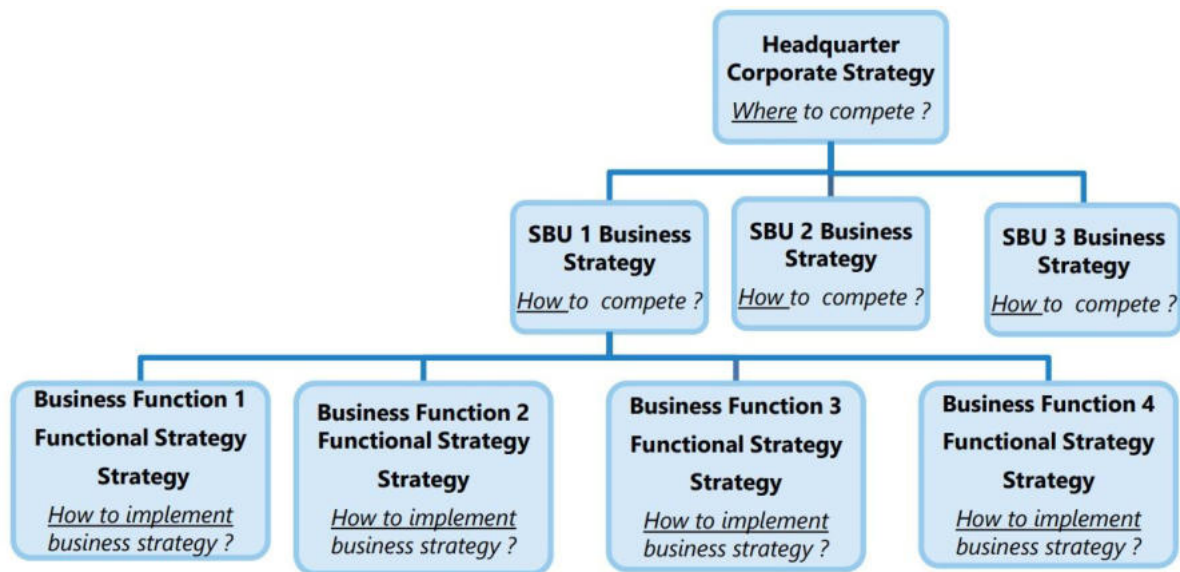 Headquarter
Corporate Strategy
Where to compete ?
SBU 1 Business
Strategy
How to compete ?
SBU 2 Business
Strategy
How to compete ?
SBU 3 Business
Strategy
How to compete ?
Business Function 1
Functional Strategy
Strategy
How to implement
business strategy ?
Business Function 2
Functional Strategy
Strategy
How to implement
business strategy ?
Business Function 3
Functional Strategy
Strategy
How to implement
business strategy ?
Business Function 4
Functional Strategy
Strategy
How to implement
business strategy ?